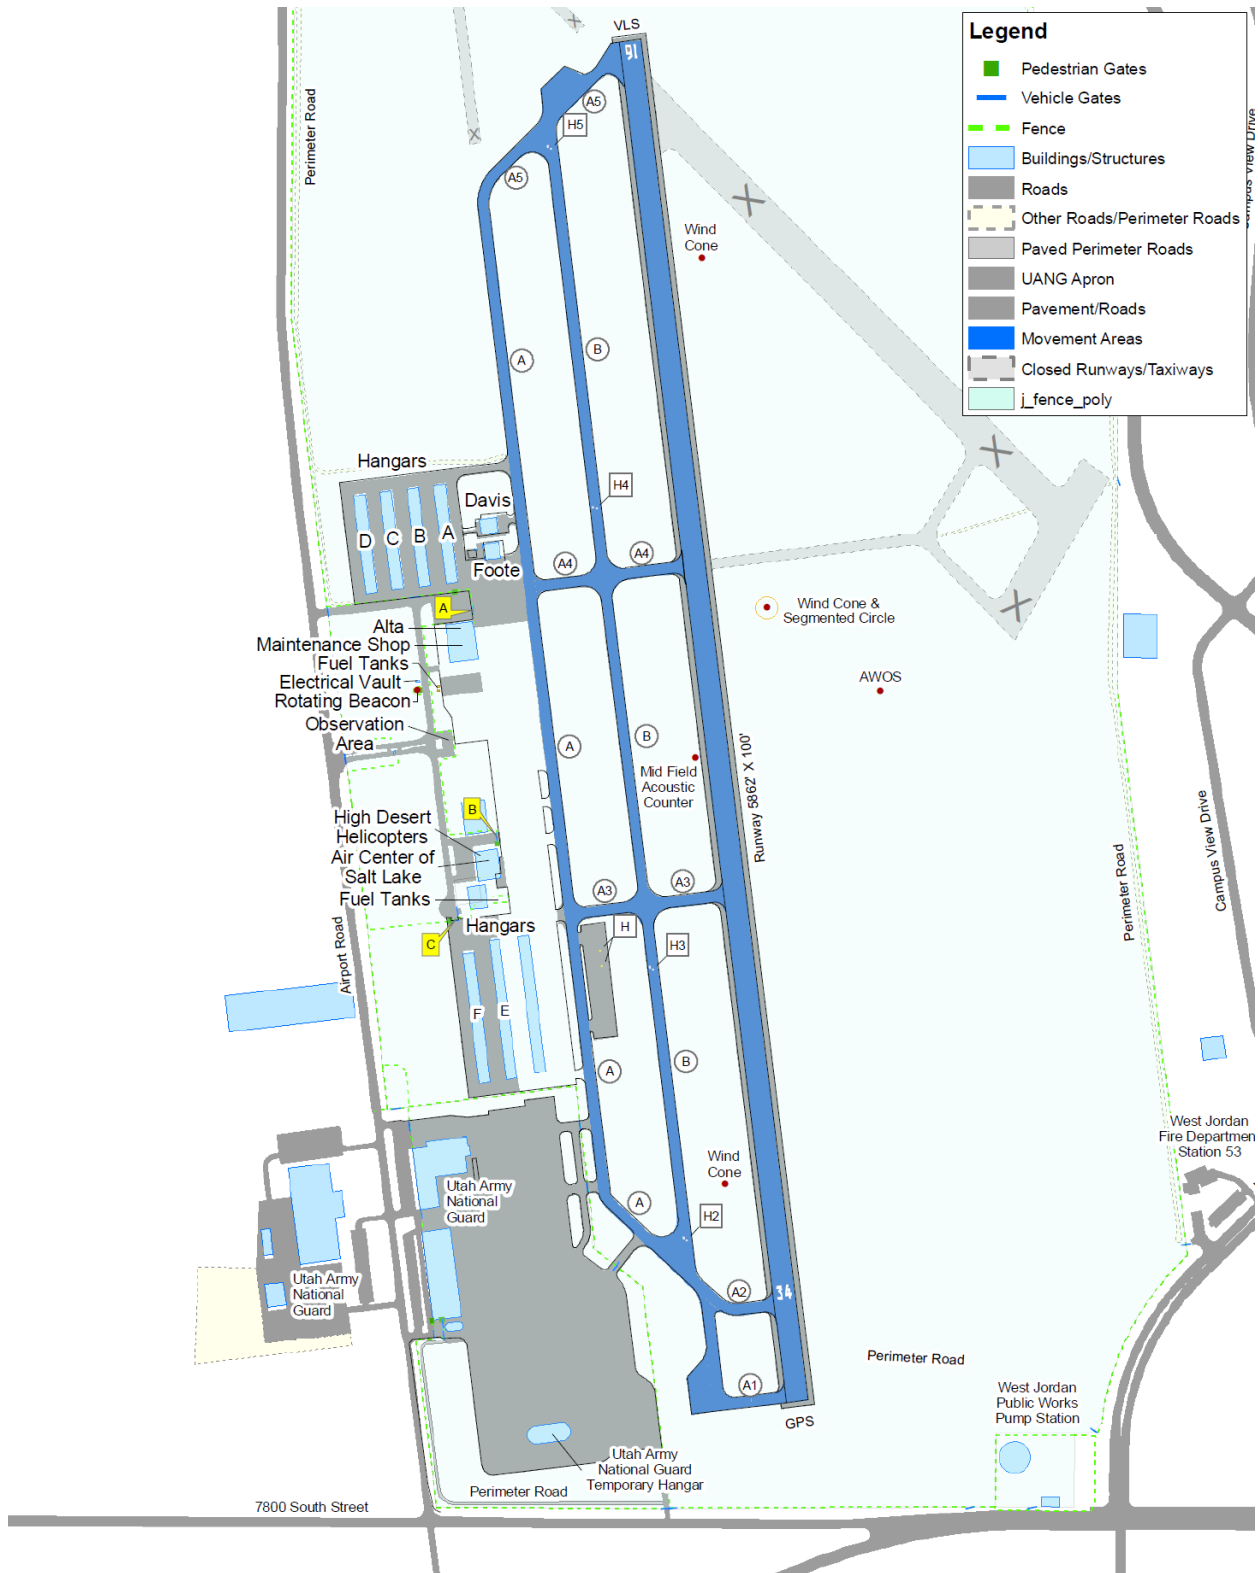 VLS
16
Legend
Pedestrian Gates
Vehicle Gates
Fence
Buildings/Structures
Roads
Other Roads/Perimeter Roads
Paved Perimeter Roads
UANG Apron
Pavement/Roads
Movement Areas
Closed Runways/Taxiways
j_fence_poly
Perimeter Road
Campus View Drive
A5
H5
A5
X
X
Wind
Cone
A
B
X
X
Hangars
Davis
D
C
B
A
Foote
H4
A4
A4
A
Alta
Maintenance Shop
Fuel Tanks
Electrical Vault
Rotating Beacon
Observation
Area
Wind Cone &
Segmented Circle
AWOS
A
B
Mid Field
Acoustic
Counter
Runway 5862' X 100'
B
High Desert
Helicopters
Air Center of
Salt Lake
Fuel Tanks
Hangars
C
A3
A3
H
H3
Airport Road
Perimeter Road
Campus View Drive
F
E
A
B
West Jordan
Fire Departmen
Station 53
Wind
Cone
Utah Army
National
Guard
A
H2
Utah Army
National
Guard
A2
34
A1
GPS
Perimeter Road
West Jordan
Public Works
Pump Station
Utah Army
National Guard
Temporary Hangar
Perimeter Road
7800 South Street